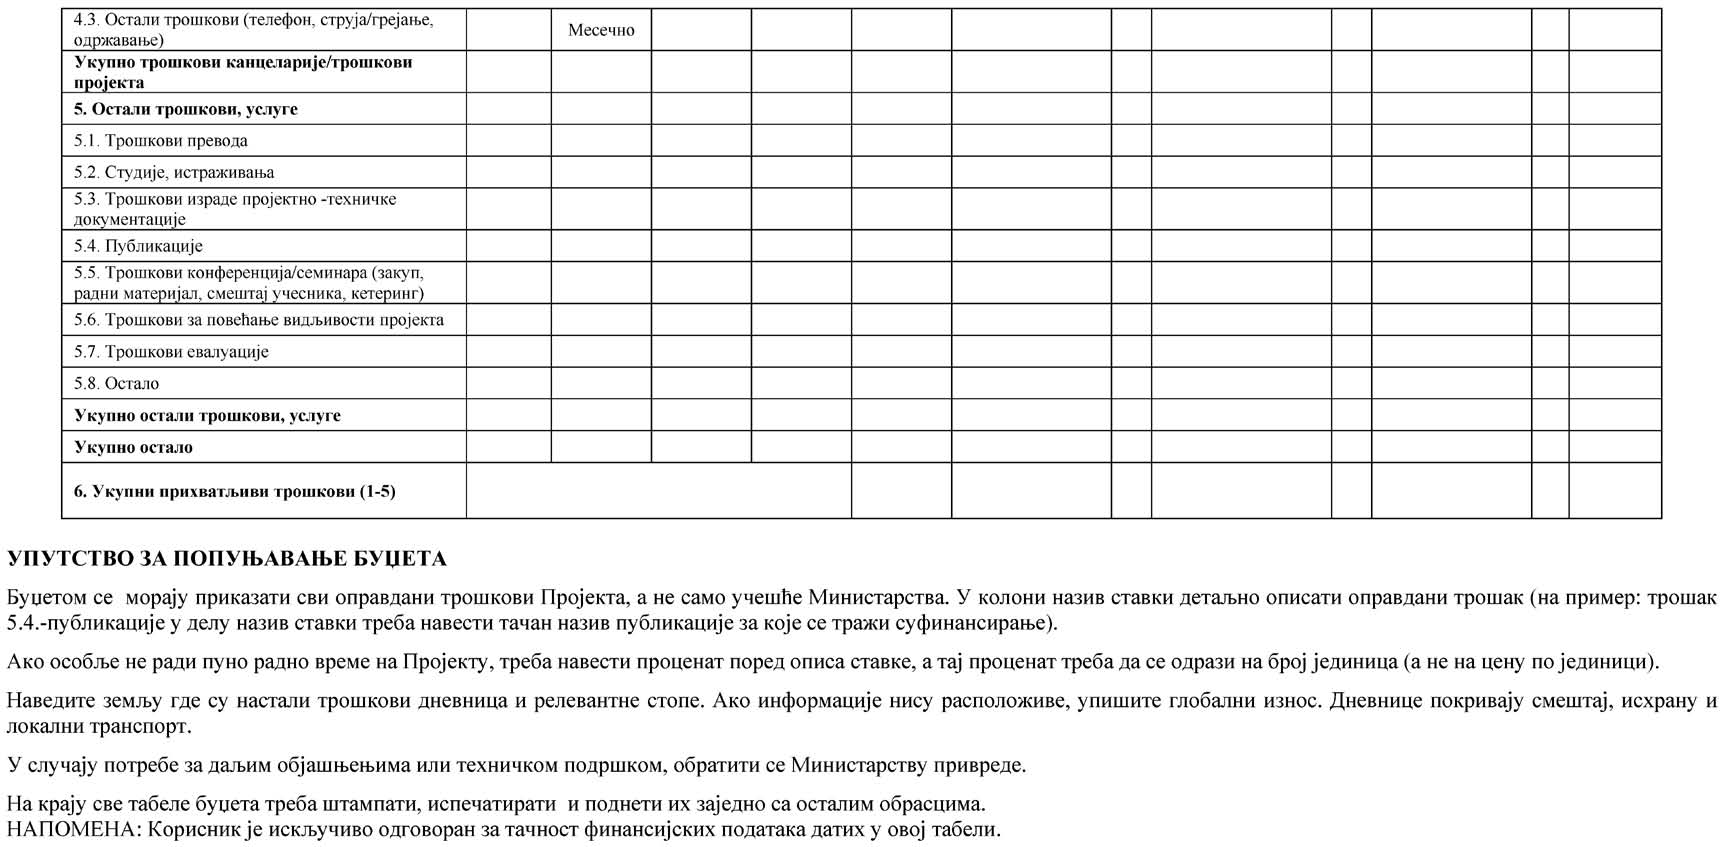 4.3. Остали трошкови (телефон, струја/грејање,
одржавање)
Месечно
Укупно трошкови канцеларије/трошкови
пројекта
5. Остали трошкови, услуге
5.1. Трошкови превода
5.2. Студије, истраживања
5.3. Трошкови израде пројектно -техничке
документације
5.4. Публикације
5.5. Трошкови конференција/семинара (закуп,
радни материјал, смештај учесника, кетеринг)
5.6. Трошкови за повећање видљивости пројекта
5.7. Трошкови евалуације
5.8. Остало
Укупно остали трошкови, услуге
Укупно остало
6. Укупни прихватљиви трошкови (1-5)
УПУТСТВО ЗА ПОПУЊАВАЊЕ БУЏЕТА
Буџетом се морају приказати сви оправдани трошкови Пројекта, а не само учешће Министарства. У колони назив ставки детаљно описати оправдани трошак (на пример: трошак
5.4.-публикације у делу назив ставки треба навести тачан назив публикације за које се тражи суфинансирање).
Ако особље не ради пуно радно време на Пројекту, треба навести проценат поред описа ставке, а тај проценат треба да се одрази на број јединица (а не на цену по јединици).
Наведите земљу где су настали трошкови дневница и релевантне стопе. Ако информације нису расположиве, упишите глобални износ. Дневнице покривају смештај, исхрану и
локални транспорт.
У случају потребе за даљим објашњењима или техничком подршком, обратити се Министарству привреде.
На крају све табеле буџета треба штампати, испечатирати и поднети их заједно са осталим обрасцима.
НАПОМЕНА: Корисник је искључиво одговоран за тачност финансијских података датих у овој табели.